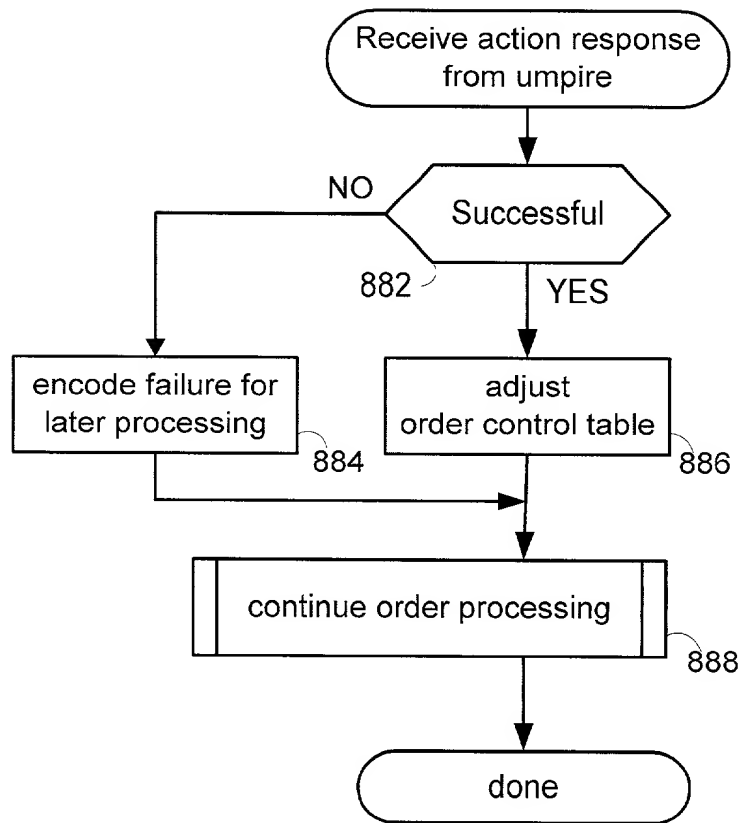 Receive action response
from umpire
NO
Successful
882
YES
encode failure for
later processing
884
adjust
order control table
886
continue order processing
888
done